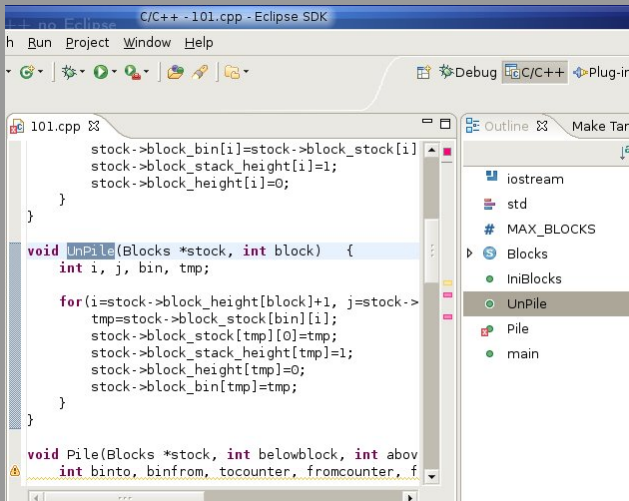 C/C++ - 101.cpp - Eclipse SDK
++ no Eclipse
h Run Project Window Help
Debug C/C++ Plug-in
101.cpp
Outline Make Tar
stock->block_bin[i]=stock->block_stock[i]
stock->block_stack_height[i]=1;
stock->block_height[i]=0;
}
}
void UnPile(Blocks *stock, int block) {
int i, j, bin, tmp;
for(i=stock->block_height[block]+1, j=stock->
tmp=stock->block_stock[bin][i];
stock->block_stock[tmp][0]=tmp;
stock->block_stack_height[tmp]=1;
stock->block_height[tmp]=0;
stock->block_bin[tmp]=tmp;
}
}
void Pile(Blocks *stock, int belowblock, int abov
int binto, binfrom, tocounter, fromcounter, f
iostream
std
# MAX_BLOCKS
S Blocks
IniBlocks
UnPile
Pile
main